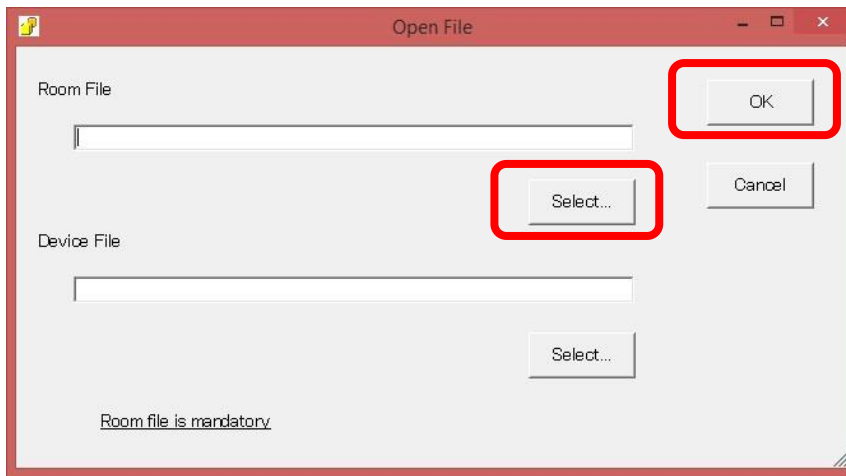 Open File
Room File
OK
Select...
Cancel
Device File
Select...
Room file is mandatory